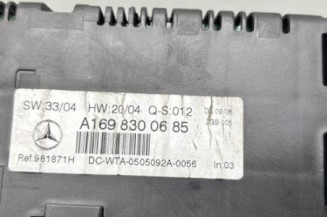 SW:33/04 HW:20/04 Q-S:012
A169 830 06 85
Ref.981871H DC-WTA-0505092A-0056 In:03